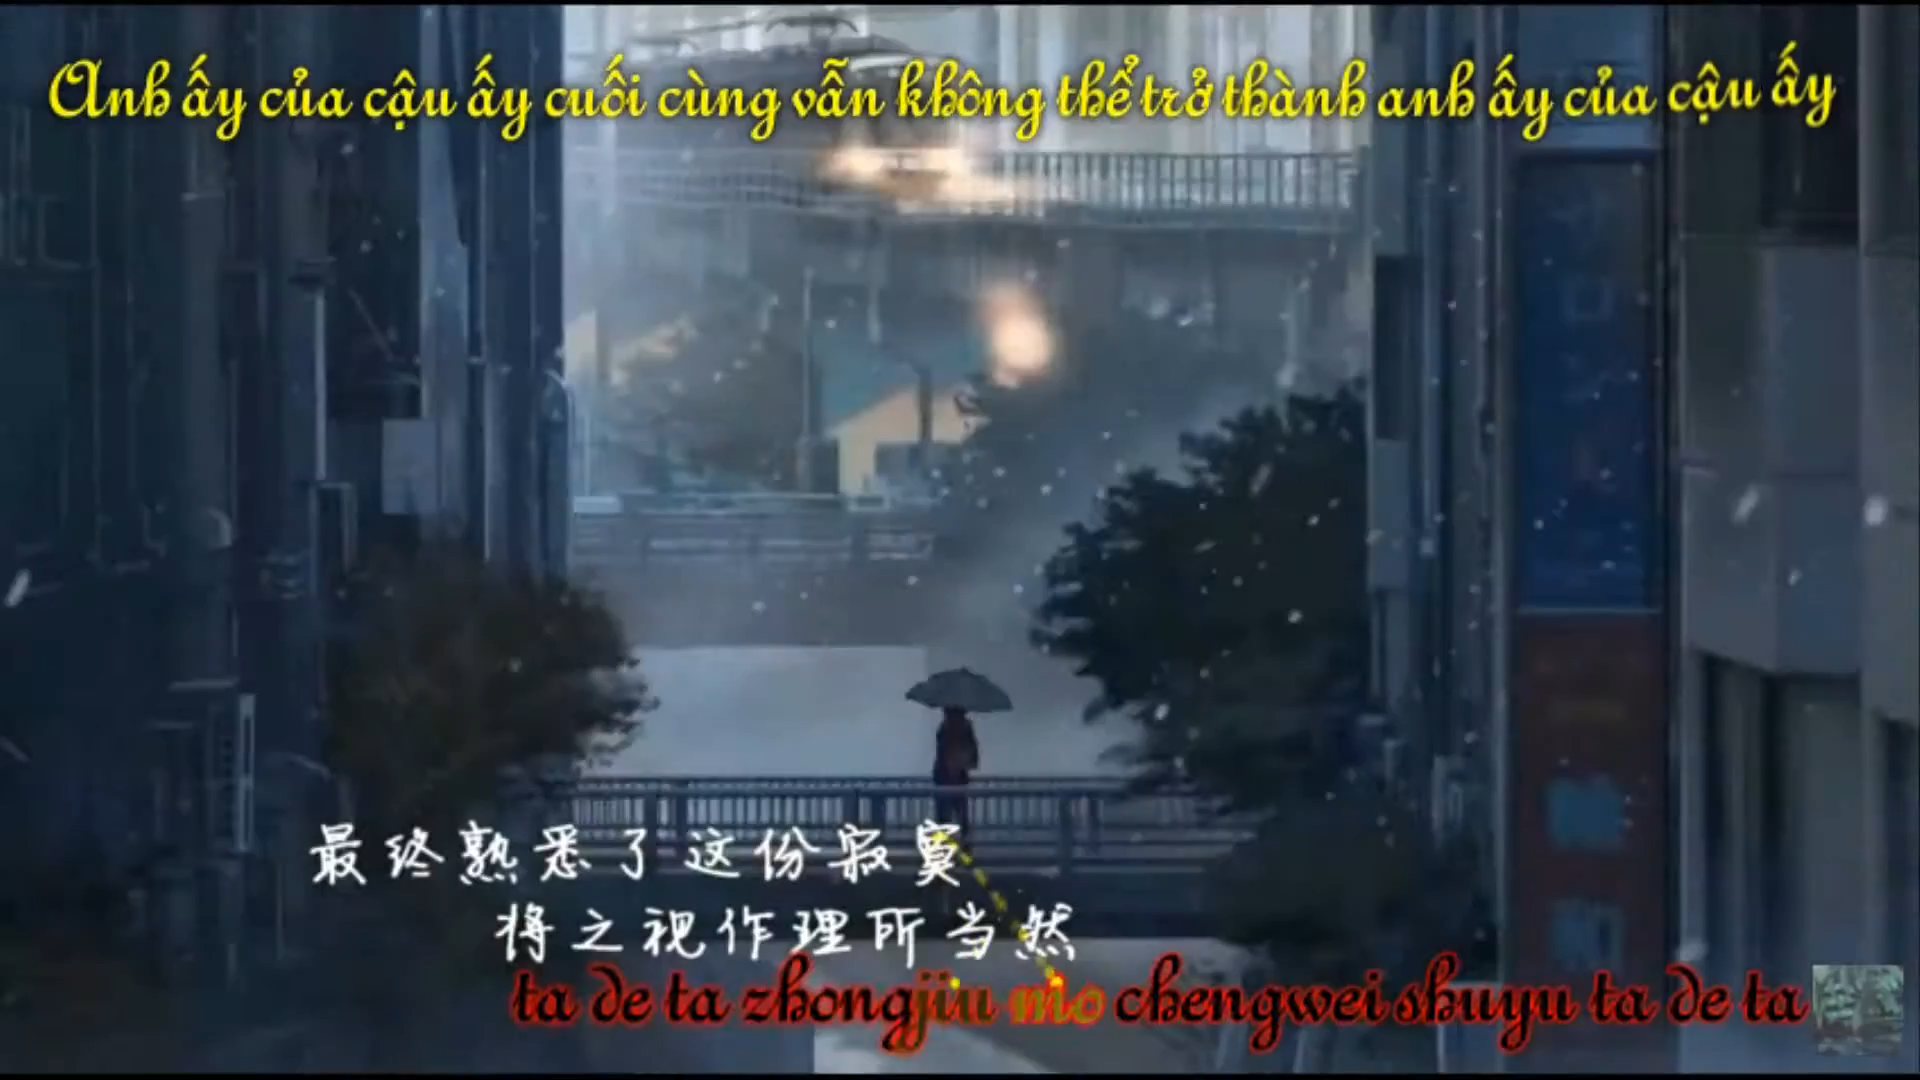 Anh ấy của cậu ấy cuối cùng vẫn không thể trở thành anh ấy của cậu ấy
最终熟悉了这份寂寞
将之视作理所当然
ta de ta zhongjiu mo chengwei shuyu ta de ta